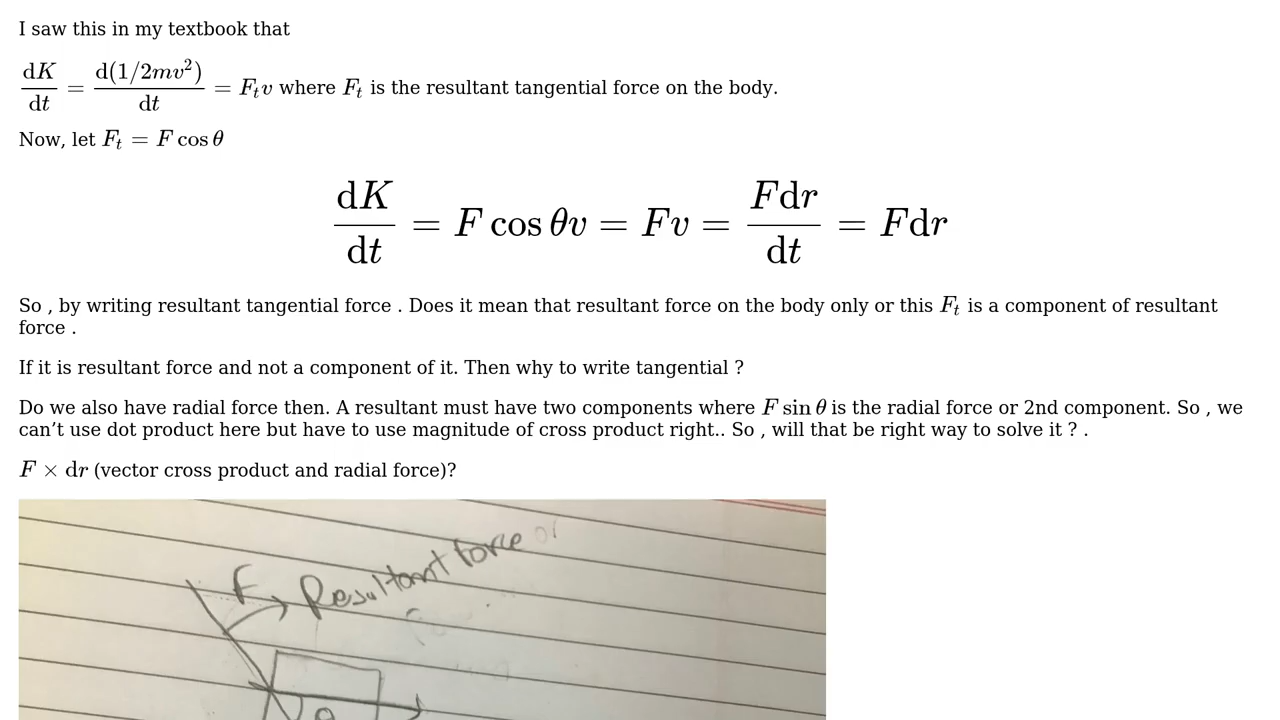 I saw this in my textbook that
dK/dt = d(1/2mv²)/dt = Fₜv where Fₜ is the resultant tangential force on the body.
Now, let Fₜ = F cos θ
dK/dt = F cos θv = Fv = Fdr/dt = Fdr
So , by writing resultant tangential force . Does it mean that resultant force on the body only or this Fₜ is a component of resultant
force .
If it is resultant force and not a component of it. Then why to write tangential ?
Do we also have radial force then. A resultant must have two components where F sin θ is the radial force or 2nd component. So , we
can’t use dot product here but have to use magnitude of cross product right.. So , will that be right way to solve it ? .
F × dr (vector cross product and radial force)?
F Resultant force or
θ